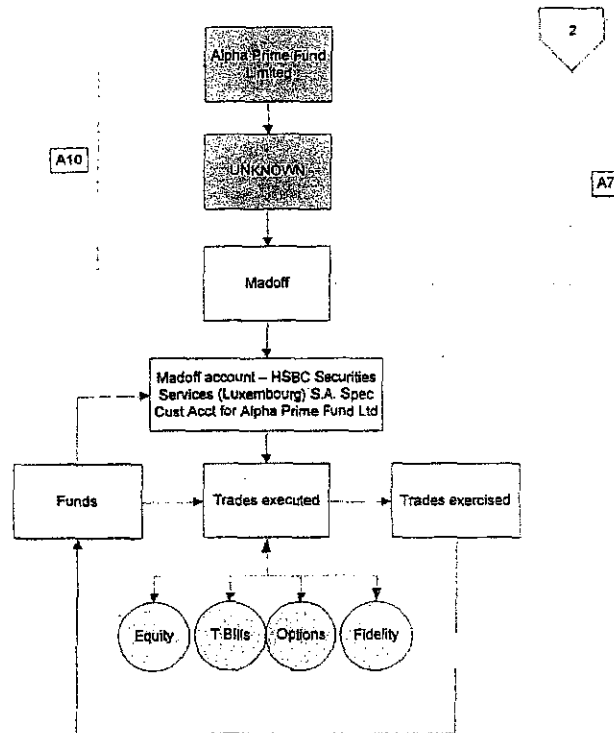 Alpha Prime Fund
Limited
2
A10
UNKNOWN
A7
Madoff
Madoff account – HSBC Securities
Services (Luxembourg) S.A. Spec
Cust Acct for Alpha Prime Fund Ltd
Funds
Trades executed
Trades exercised
Equity
T Bills
Options
Fidelity